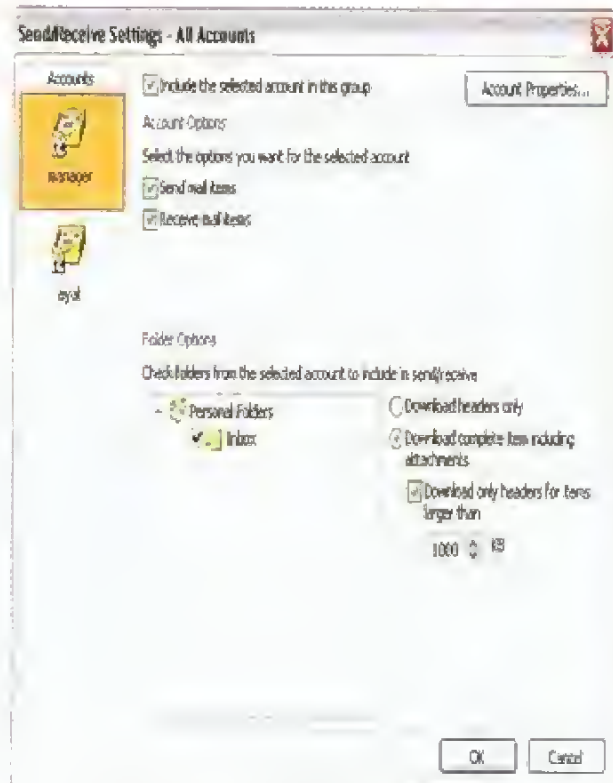 Send/Receive Settings - All Accounts
Accounts
Include the selected account in this group
Account Properties...
manager
Account Options
Select the options you want for the selected account
Send mail items
Receive mail items
eyal
Folder Options
Check folders from the selected account to include in send/receive
Personal Folders
Inbox
Download headers only
Download complete item including
attachments
Download only headers for items
larger than
1000 KB
OK
Cancel